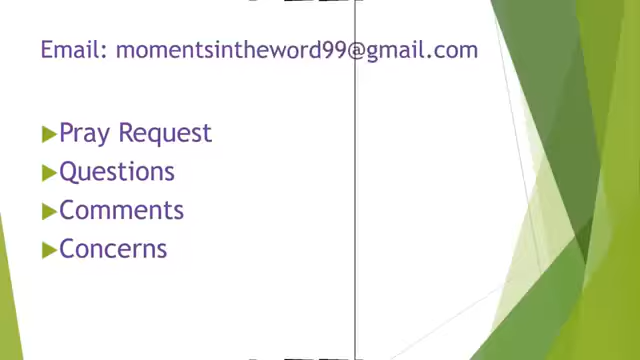 Email: momentsintheword99@gmail.com
Pray Request
Questions
Comments
Concerns